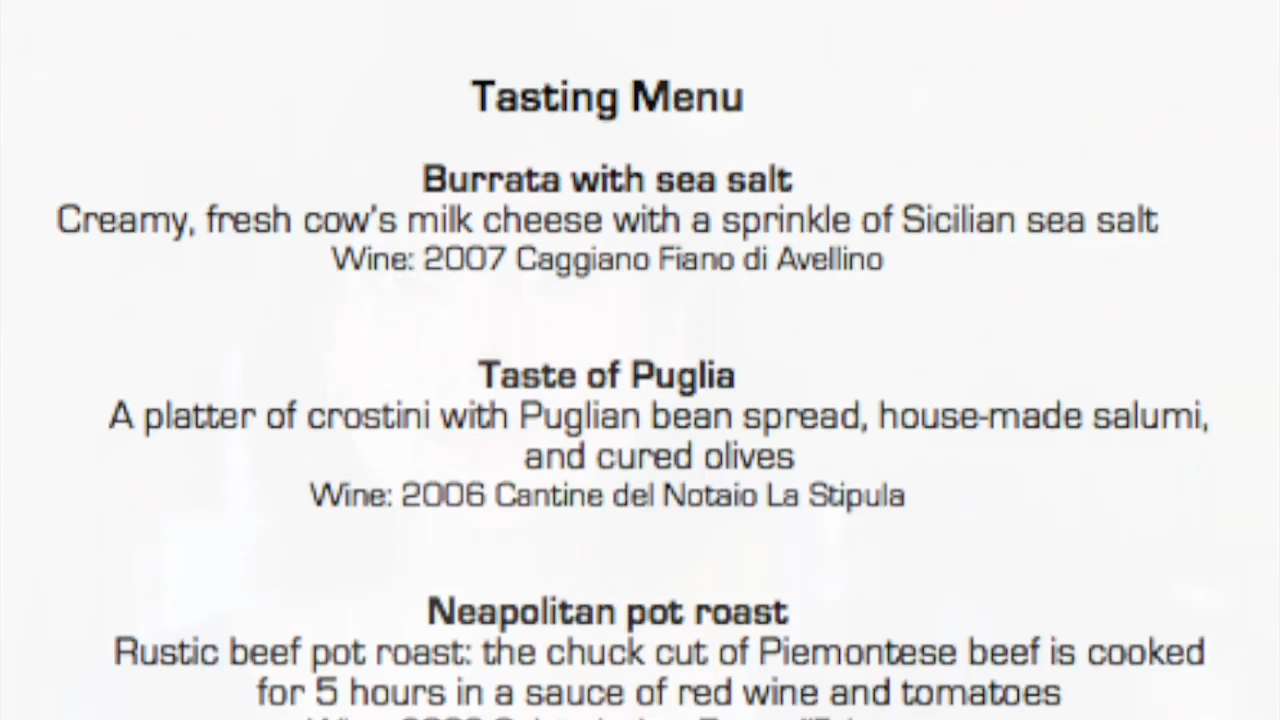 Tasting Menu
Burrata with sea salt
Creamy, fresh cow's milk cheese with a sprinkle of Sicilian sea salt
Wine: 2007 Caggiano Fiano di Avellino
Taste of Puglia
A platter of crostini with Puglian bean spread, house-made salumi,
and cured olives
Wine: 2006 Cantine del Notaio La Stipula
Neapolitan pot roast
Rustic beef pot roast: the chuck cut of Piemontese beef is cooked
for 5 hours in a sauce of red wine and tomatoes